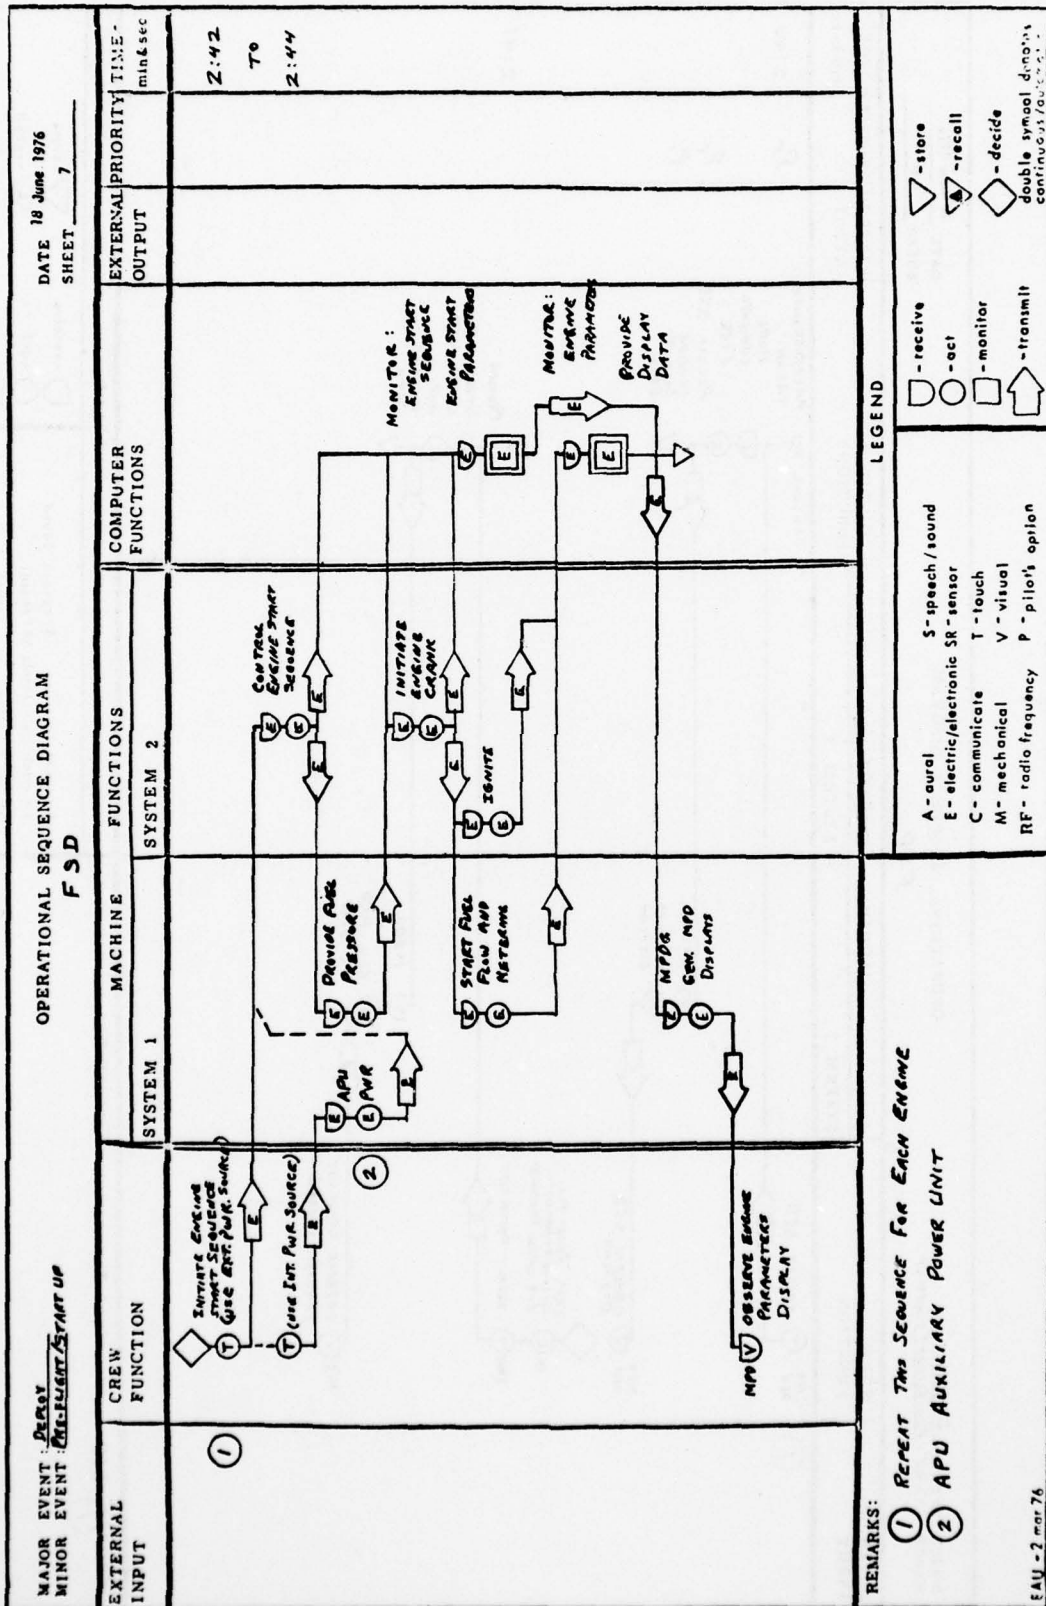 OPERATIONAL SEQUENCE DIAGRAM
FSD
MAJOR EVENT : DEPLOY
MINOR EVENT : PRE-FLIGHT/START UP
DATE 18 June 1976
SHEET 7
EXTERNAL INPUT
CREW FUNCTION
MACHINE FUNCTIONS
SYSTEM 1
SYSTEM 2
COMPUTER FUNCTIONS
EXTERNAL OUTPUT
PRIORITY
TIME - min & sec
1
INITIATE ENGINE
START SEQUENCE
(USE EXT. PWR. SOURCE)
T
E
T
(USE INT. PWR SOURCE)
E
2
E
APU
E
PWR
E
CONTROL
ENGINE START
SEQUENCE
E
E
E
E
PROVIDE FUEL
PRESSURE
E
E
E
INITIATE
ENGINE
CRANK
E
E
E
E
START FUEL
FLOW AND
METERING
E
E
E
IGNITE
E
E
E
MONITOR:
ENGINE START
SEQUENCE
ENGINE START
PARAMETERS
E
E
E
MONITOR:
ENGINE
PARAMETERS
E
E
PROVIDE
DISPLAY
DATA
E
MPDG
GEN. MPD
DISPLAYS
E
E
E
MPD
V
OBSERVE ENGINE
PARAMETERS
DISPLAY
2:42
TO
2:44
REMARKS:
1 REPEAT THIS SEQUENCE FOR EACH ENGINE
2 APU AUXILIARY POWER UNIT
LEGEND
A - aural
S - speech / sound
E - electric/electronic
SR - sensor
C - communicate
T - touch
M - mechanical
V - visual
RF - radio frequency
P - pilot's option
- receive
- act
- monitor
- transmit
- store
- recall
- decide
double symbol denotes
EAU - 2 mar 76